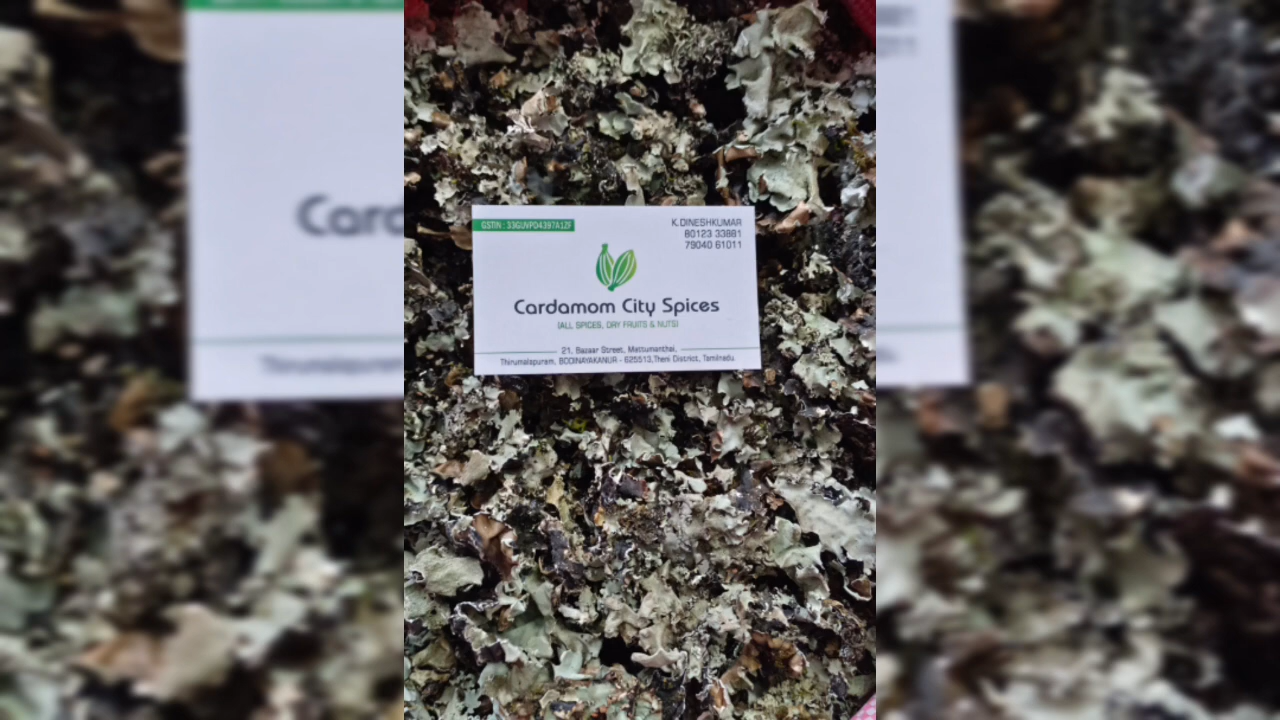 GSTIN : 33GUYPD4397A1ZF
K.DINESHKUMAR
80123 33881
79040 61011
Cardamom City Spices
(ALL SPICES, DRY FRUITS & NUTS)
21, Bazaar Street, Mettumanthai,
Thirumalapuram, BODINAYAKANUR - 625513,Theni District, Tamilnadu.